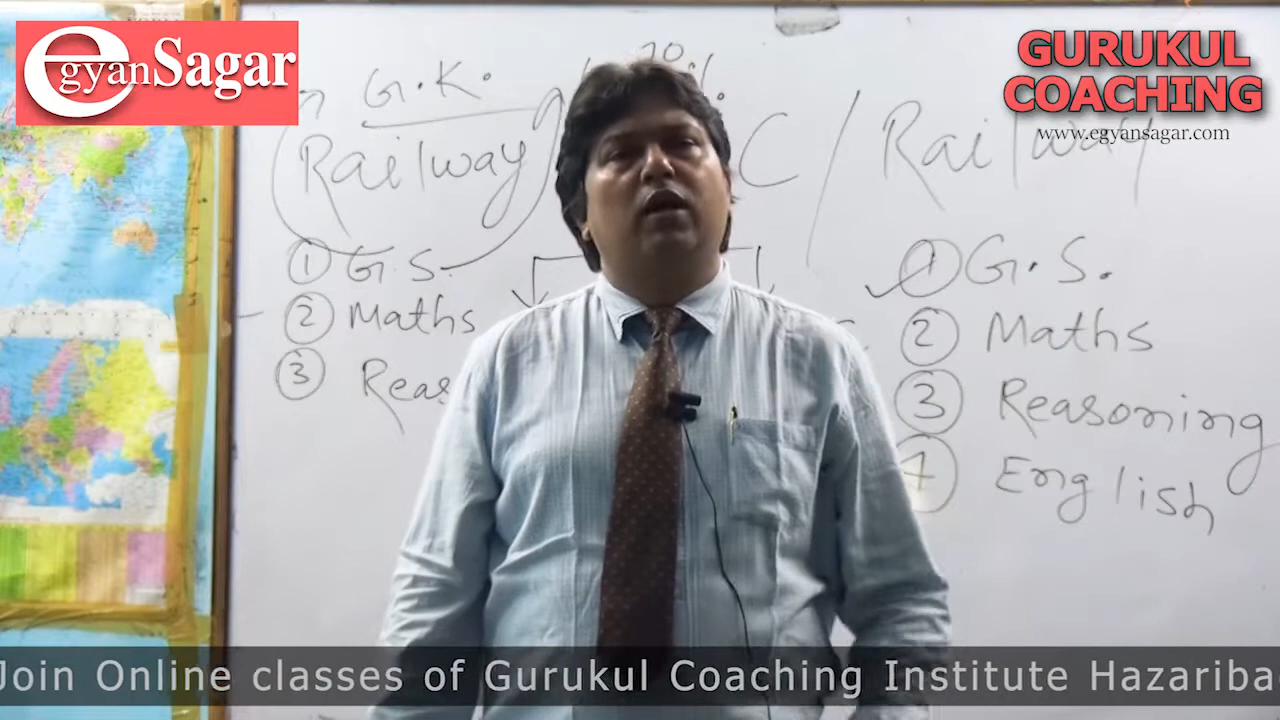 egyanSagar
GURUKUL
COACHING
www.egyansagar.com
G.K.
Railway
① G.S.
② Maths
③ Reas
C / Railway
① G.S.
② Maths
③ Reasoning
④ English
Join Online classes of Gurukul Coaching Institute Hazariba